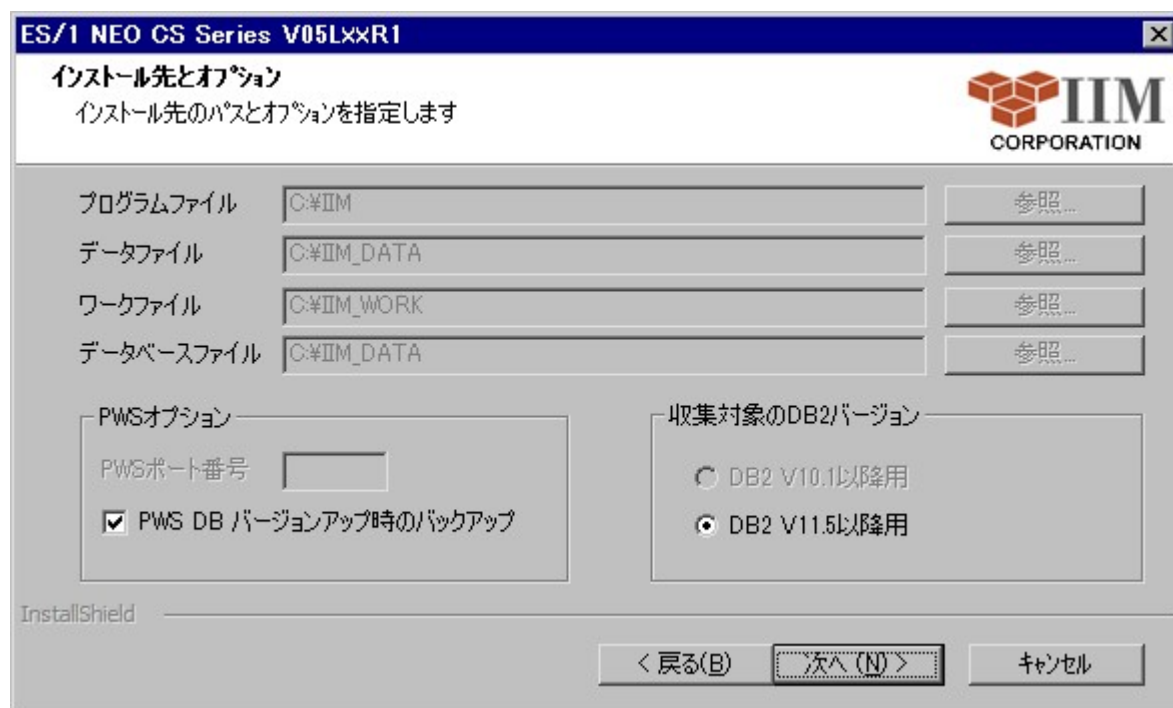 ES/1 NEO CS Series V05LxxR1
インストール先とオプション
インストール先のパスとオプションを指定します
IIM
CORPORATION
プログラムファイル C:¥IIM 参照...
データファイル C:¥IIM_DATA 参照...
ワークファイル C:¥IIM_WORK 参照...
データベースファイル C:¥IIM_DATA 参照...
PWSオプション
PWSポート番号
PWS DB バージョンアップ時のバックアップ
収集対象のDB2バージョン
DB2 V10.1以降用
DB2 V11.5以降用
InstallShield
< 戻る(B) 次へ (N) > キャンセル